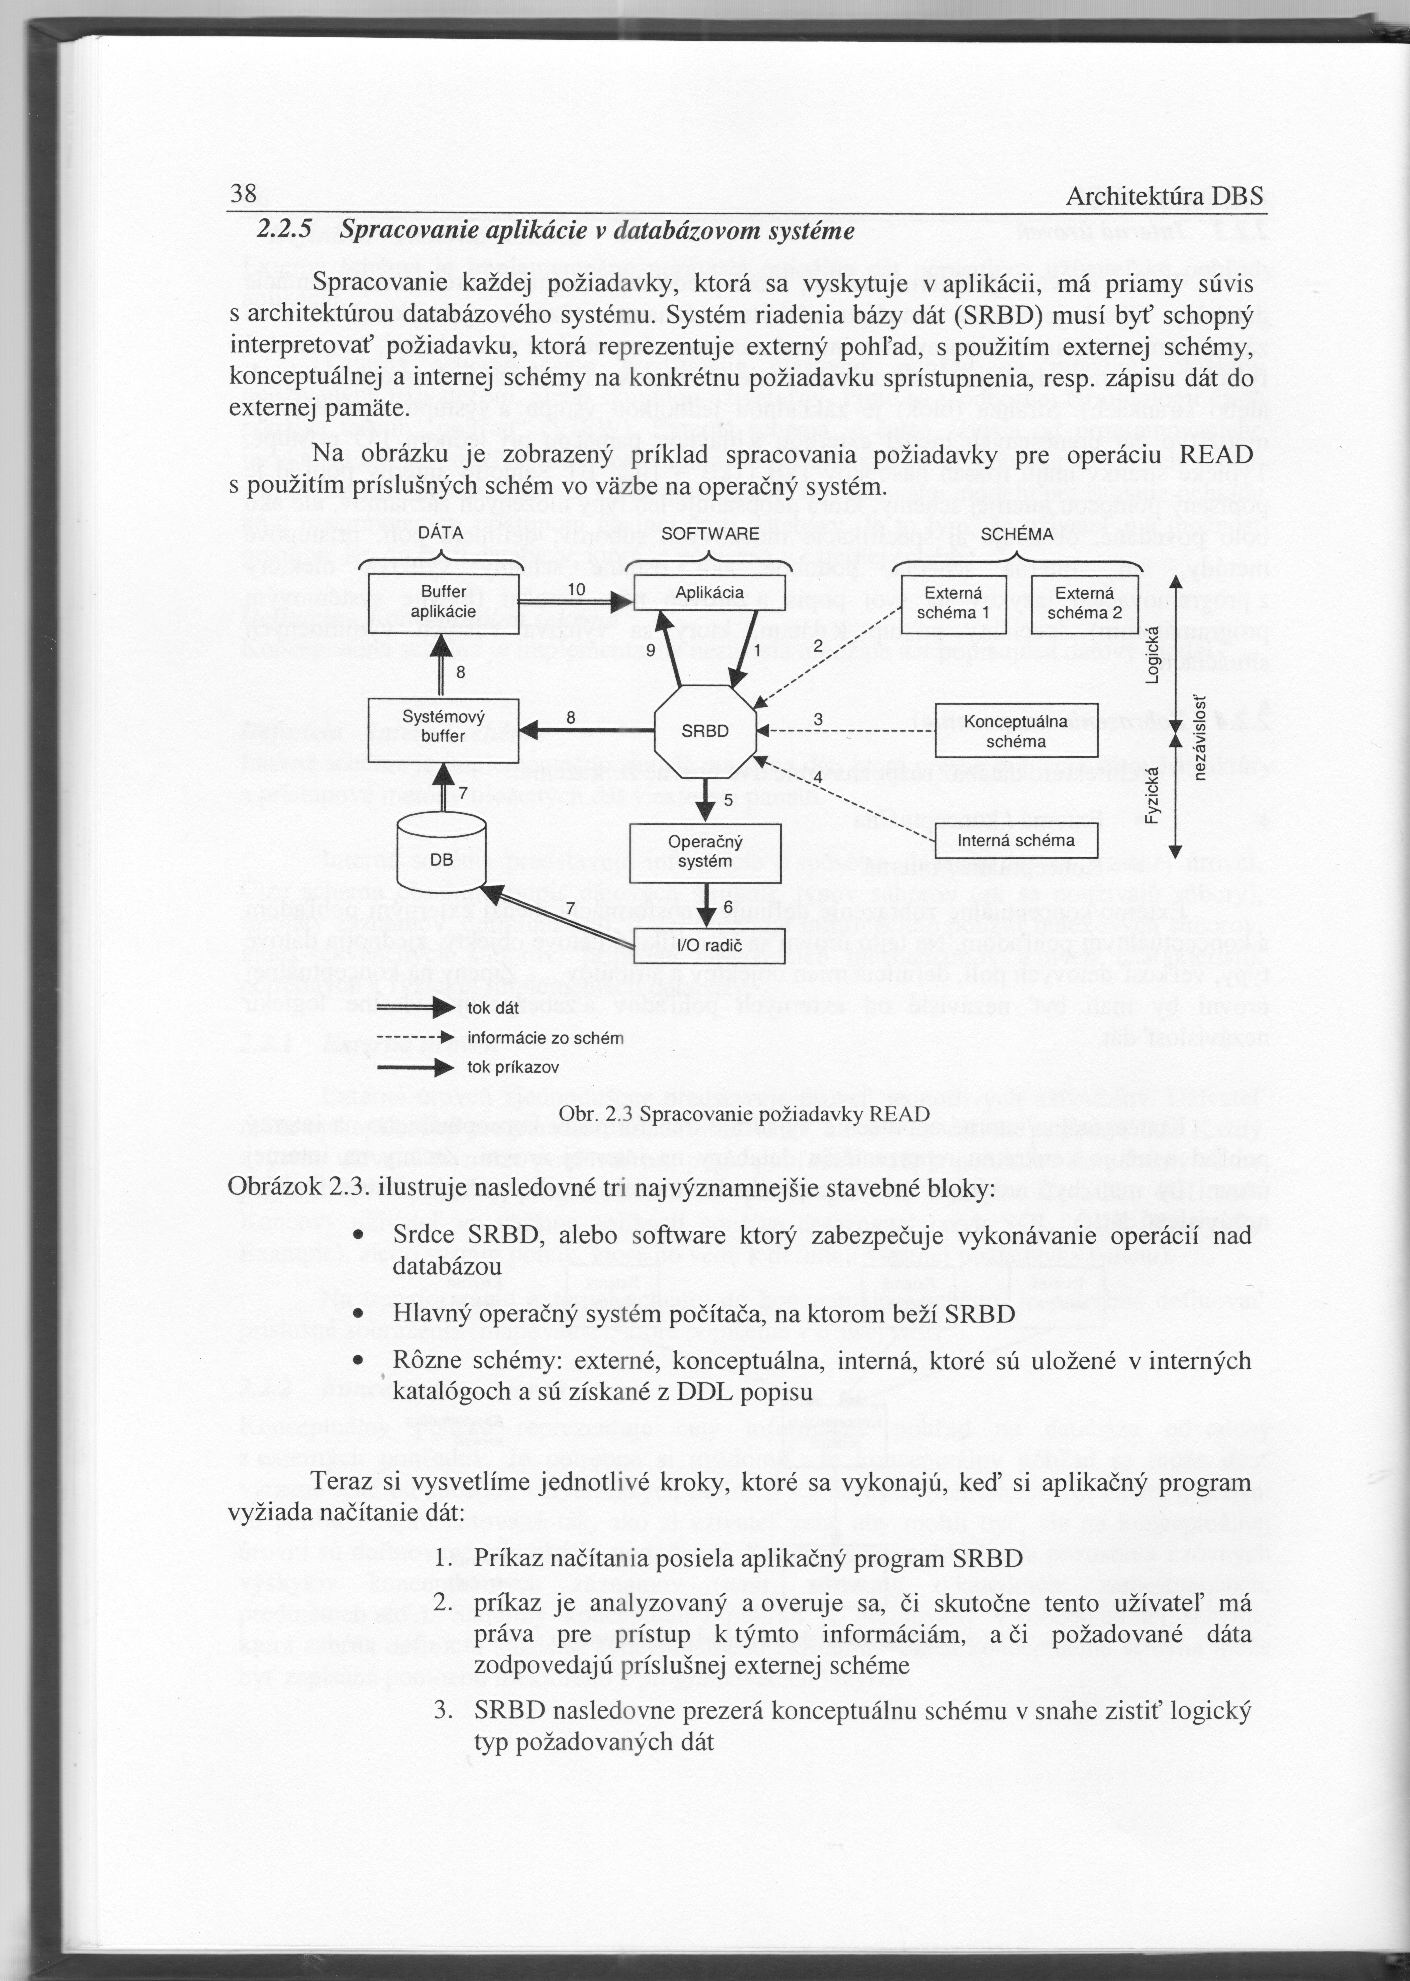 38 Architektúra DBS
2.2.5 Spracovanie aplikácie v databázovom systéme
Spracovanie každej požiadavky, ktorá sa vyskytuje v aplikácii, má priamy súvis
s architektúrou databázového systému. Systém riadenia bázy dát (SRBD) musí byť schopný
interpretovať požiadavku, ktorá reprezentuje externý pohľad, s použitím externej schémy,
konceptuálnej a internej schémy na konkrétnu požiadavku sprístupnenia, resp. zápisu dát do
externej pamäte.
Na obrázku je zobrazený príklad spracovania požiadavky pre operáciu READ
s použitím príslušných schém vo väzbe na operačný systém.
DÁTA SOFTWARE SCHÉMA
Buffer
aplikácie
10
Aplikácia
Externá
schéma 1
Externá
schéma 2
8
9
1
2
Logická
Systémový
buffer
8
SRBD
3
Konceptuálna
schéma
nezávislosť
7
5
4
Fyzická
DB
Operačný
systém
Interná schéma
7
6
I/O radič
tok dát
informácie zo schém
tok príkazov
Obr. 2.3 Spracovanie požiadavky READ
Obrázok 2.3. ilustruje nasledovné tri najvýznamnejšie stavebné bloky:
• Srdce SRBD, alebo software ktorý zabezpečuje vykonávanie operácií nad
databázou
• Hlavný operačný systém počítača, na ktorom beží SRBD
• Rôzne schémy: externé, konceptuálna, interná, ktoré sú uložené v interných
katalógoch a sú získané z DDL popisu
Teraz si vysvetlíme jednotlivé kroky, ktoré sa vykonajú, keď si aplikačný program
vyžiada načítanie dát:
1. Príkaz načítania posiela aplikačný program SRBD
2. príkaz je analyzovaný a overuje sa, či skutočne tento užívateľ má
práva pre prístup k týmto informáciám, a či požadované dáta
zodpovedajú príslušnej externej schéme
3. SRBD nasledovne prezerá konceptuálnu schému v snahe zistiť logický
typ požadovaných dát